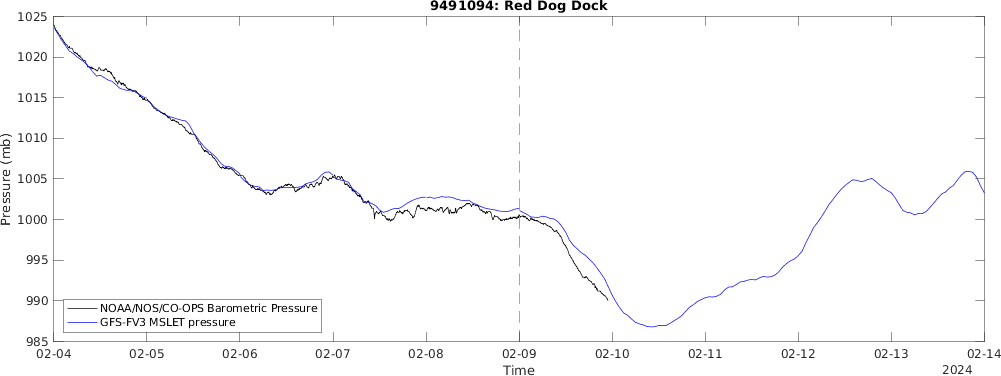 9491094: Red Dog Dock
1025
1020
1015
1010
1005
1000
995
990
985
Pressure (mb)
NOAA/NOS/CO-OPS Barometric Pressure
GFS-FV3 MSLET pressure
02-04 02-05 02-06 02-07 02-08 02-09 02-10 02-11 02-12 02-13 02-14
Time
2024